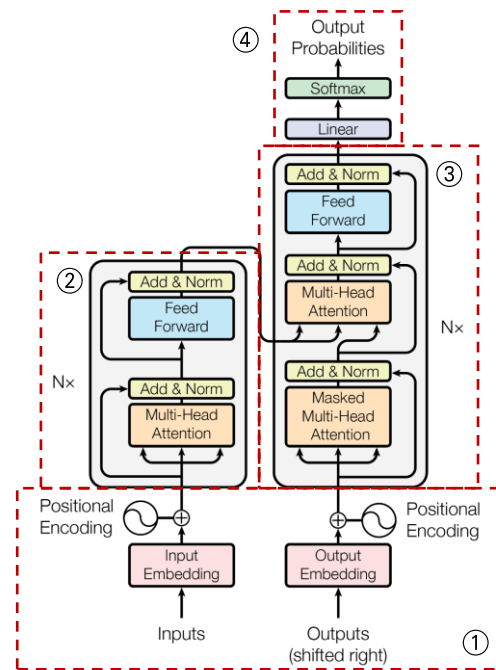 ④
Output
Probabilities
Softmax
Linear
③
Add & Norm
Feed
Forward
Add & Norm
Multi-Head
Attention
N×
Add & Norm
Masked
Multi-Head
Attention
②
Add & Norm
Feed
Forward
N×
Add & Norm
Multi-Head
Attention
Positional
Encoding
Positional
Encoding
Input
Embedding
Output
Embedding
Inputs
Outputs
(shifted right)
①